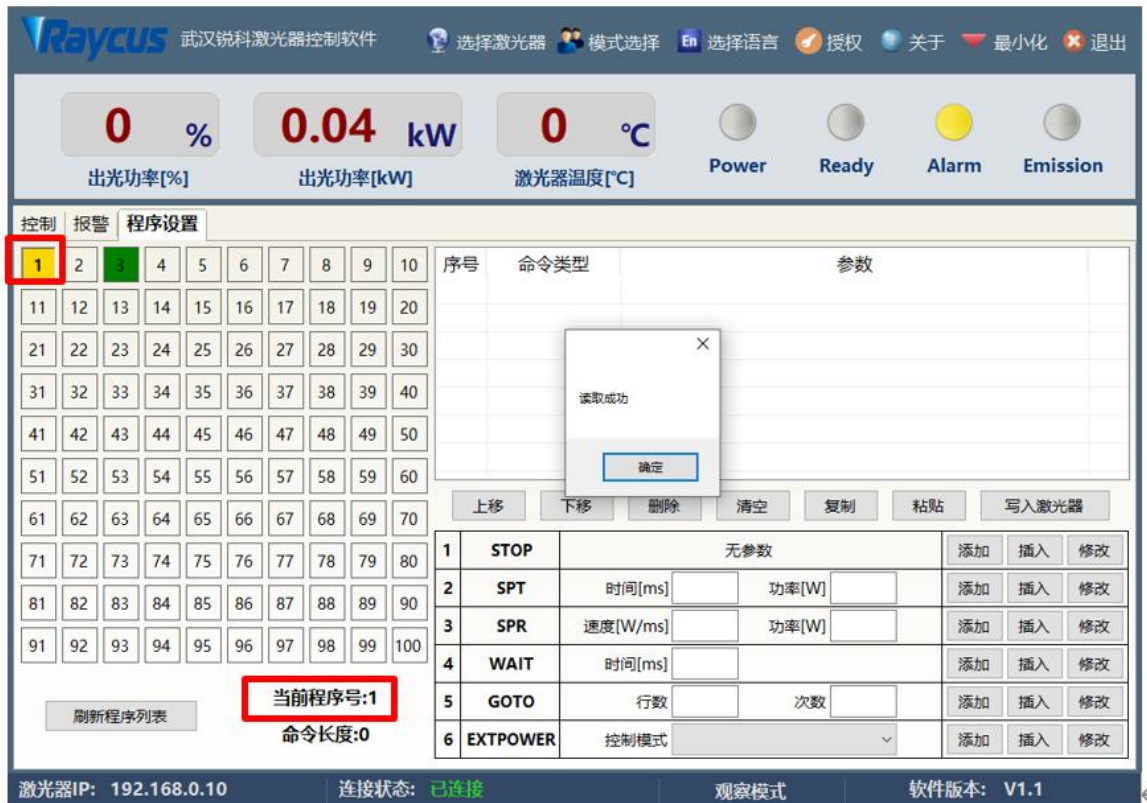 Raycus 武汉锐科激光器控制软件 选择激光器 模式选择 En 选择语言 授权 关于 最小化 退出
0 % 0.04 kW 0 ℃
出光功率[%] 出光功率[kW] 激光器温度[℃] Power Ready Alarm Emission
控制 报警 程序设置
1 2 3 4 5 6 7 8 9 10 序号 命令类型 参数
11 12 13 14 15 16 17 18 19 20
21 22 23 24 25 26 27 28 29 30
31 32 33 34 35 36 37 38 39 40
读取成功
41 42 43 44 45 46 47 48 49 50
确定
51 52 53 54 55 56 57 58 59 60
上移 下移 删除 清空 复制 粘贴 写入激光器
61 62 63 64 65 66 67 68 69 70
1 STOP 无参数 添加 插入 修改
71 72 73 74 75 76 77 78 79 80
2 SPT 时间[ms] 功率[W] 添加 插入 修改
81 82 83 84 85 86 87 88 89 90
3 SPR 速度[W/ms] 功率[W] 添加 插入 修改
91 92 93 94 95 96 97 98 99 100
4 WAIT 时间[ms] 添加 插入 修改
当前程序号:1
5 GOTO 行数 次数 添加 插入 修改
刷新程序列表
命令长度:0
6 EXTPOWER 控制模式 添加 插入 修改
激光器IP: 192.168.0.10 连接状态: 已连接 观察模式 软件版本: V1.1